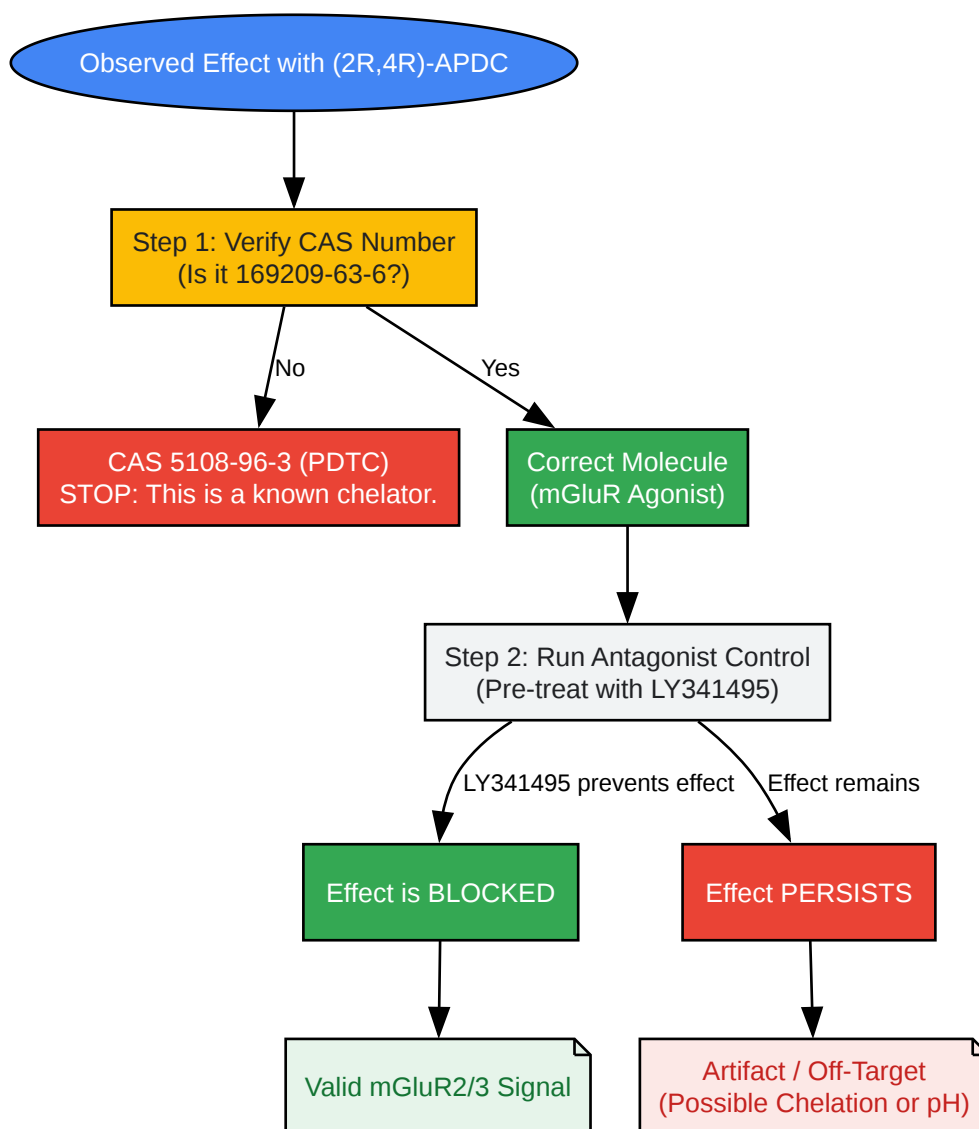 Observed Effect with (2R,4R)-APDC
Step 1: Verify CAS Number
(Is it 169209-63-6?)
No
Yes
CAS 5108-96-3 (PDTC)
STOP: This is a known chelator.
Correct Molecule
(mGluR Agonist)
Step 2: Run Antagonist Control
(Pre-treat with LY341495)
LY341495 prevents effect
Effect remains
Effect is BLOCKED
Effect PERSISTS
Valid mGluR2/3 Signal
Artifact / Off-Target
(Possible Chelation or pH)